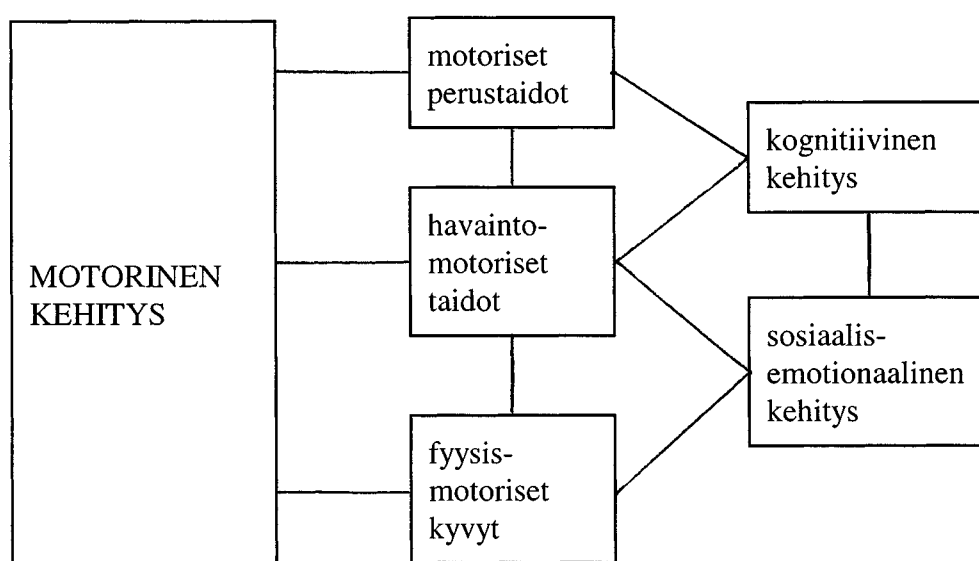 MOTORINEN
KEHITYS
motoriset
perustaidot
havainto-
motoriset
taidot
fyysis-
motoriset
kyvyt
kognitiivinen
kehitys
sosiaalis-
emotionaalinen
kehitys